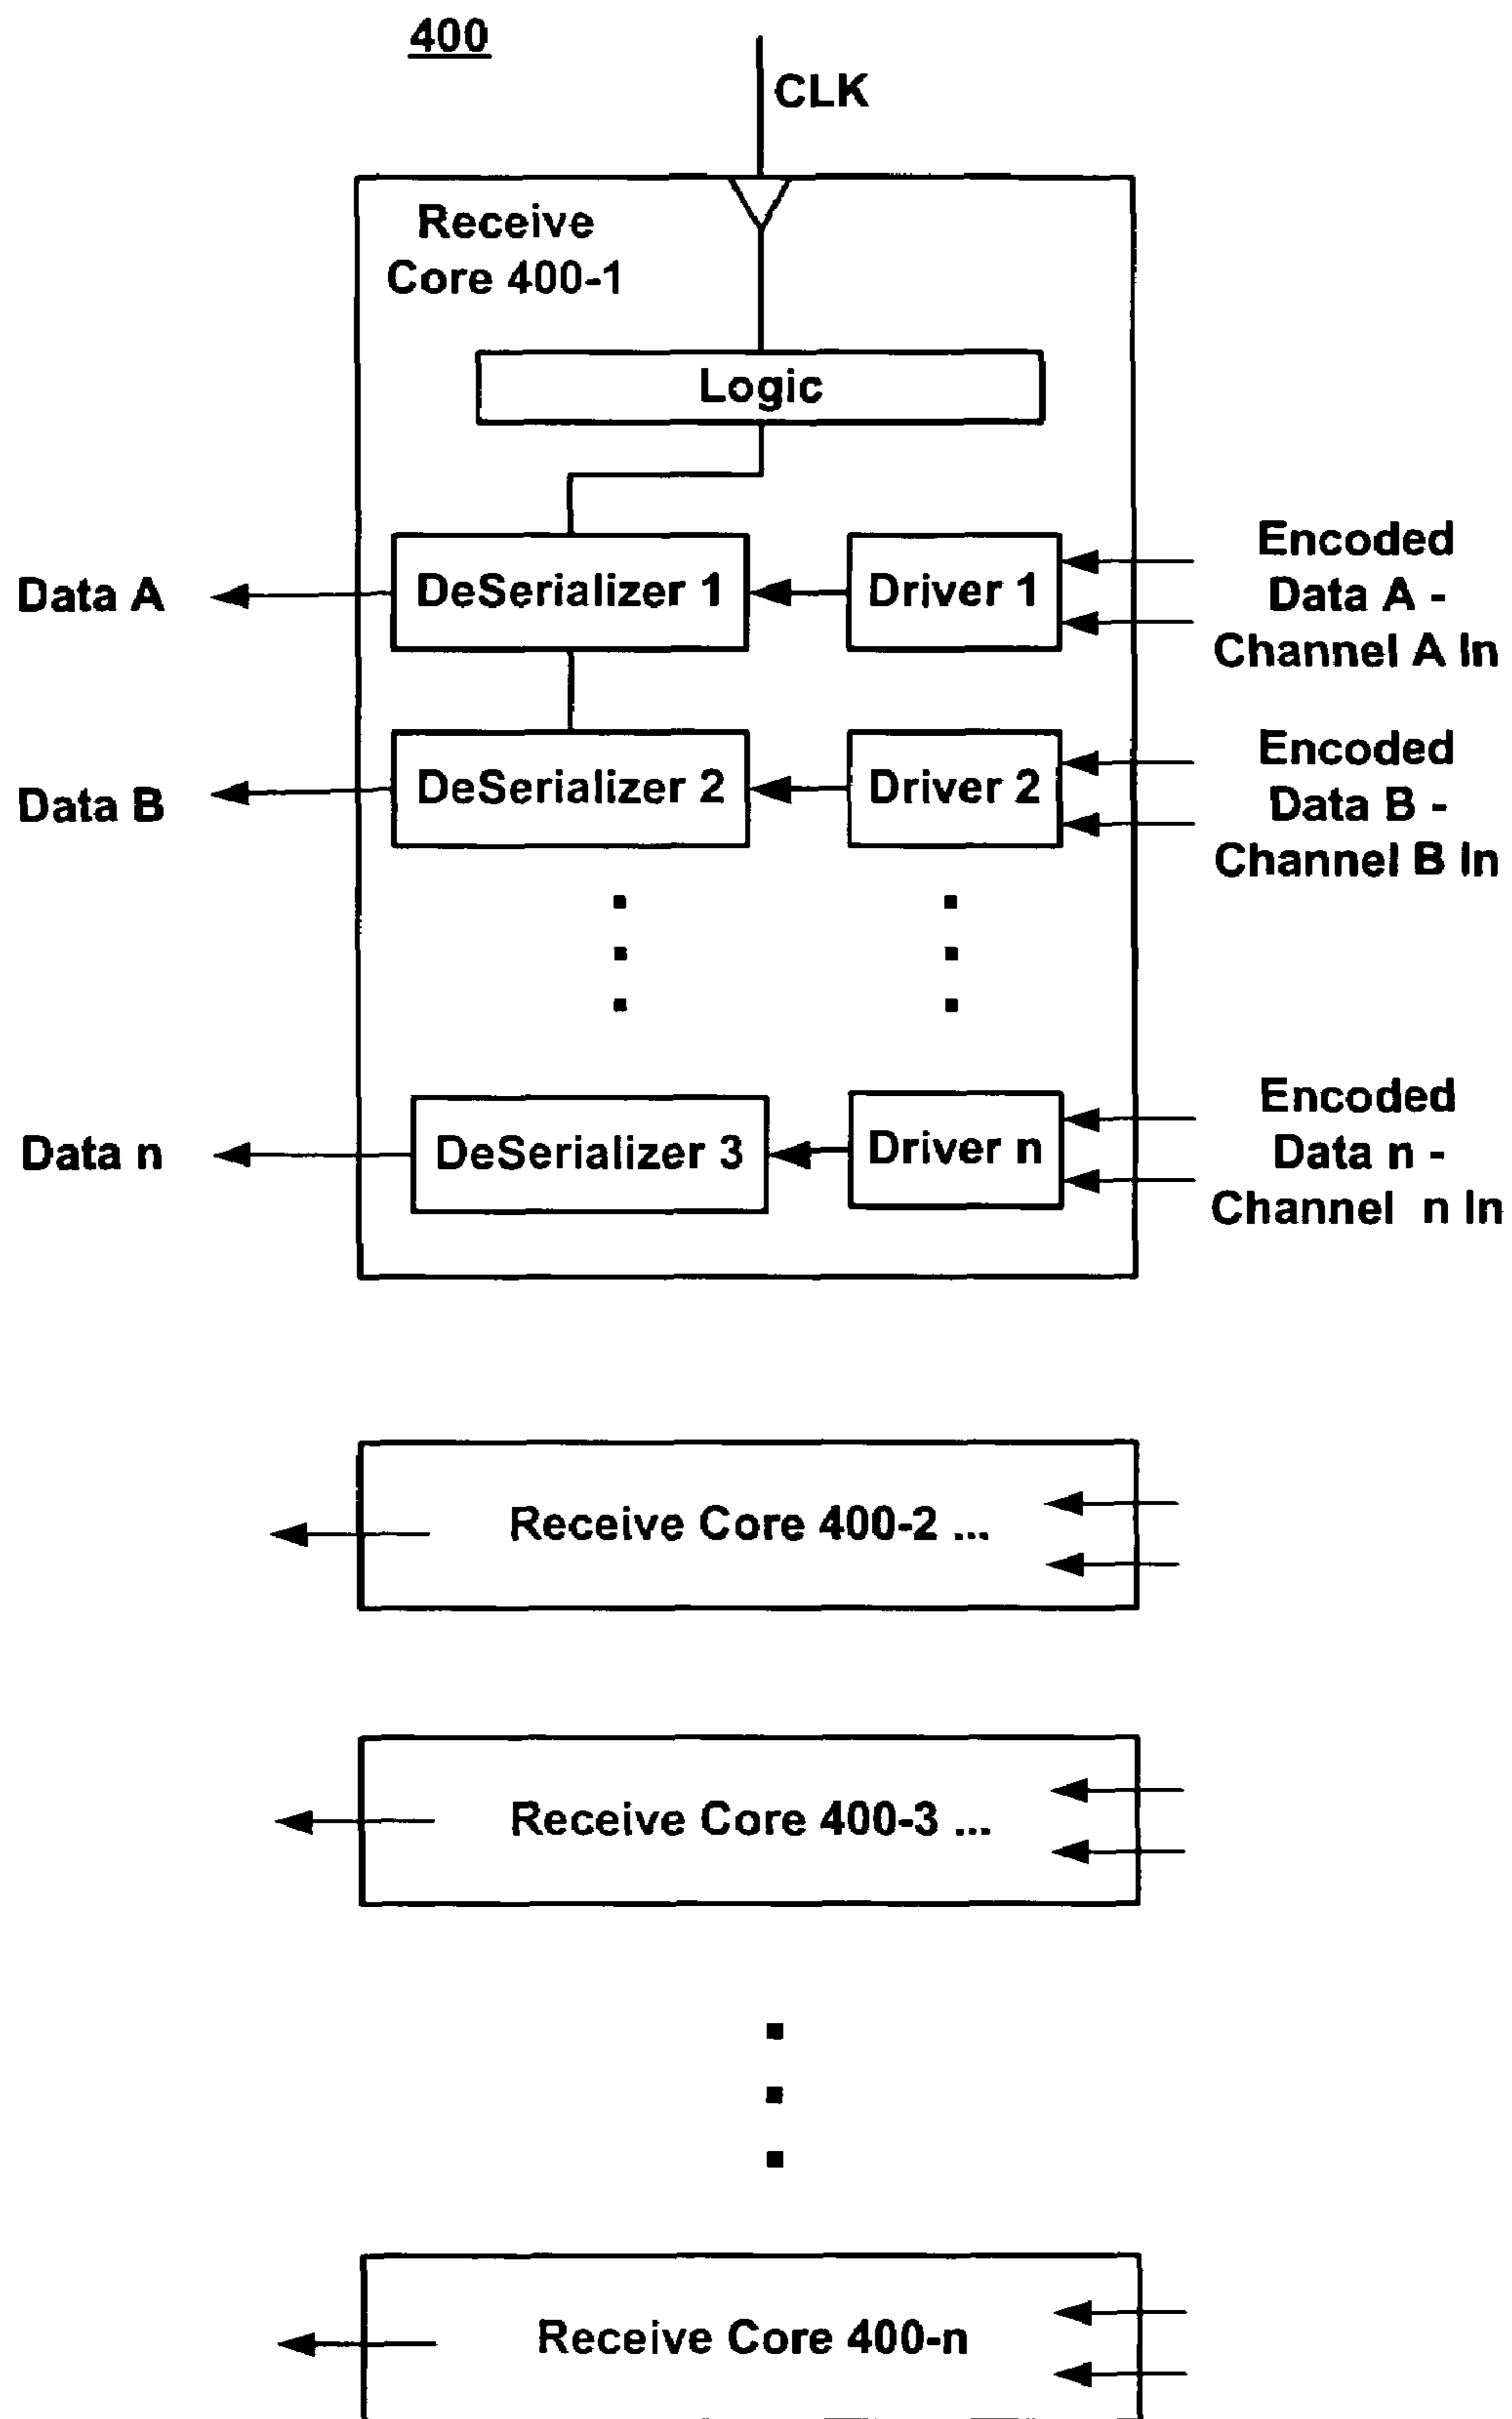 400
CLK
Receive
Core 400-1
Logic
Data A
DeSerializer 1
Driver 1
Encoded
Data A -
Channel A In
Data B
DeSerializer 2
Driver 2
Encoded
Data B -
Channel B In
Data n
DeSerializer 3
Driver n
Encoded
Data n -
Channel n In
Receive Core 400-2 ...
Receive Core 400-3 ...
Receive Core 400-n